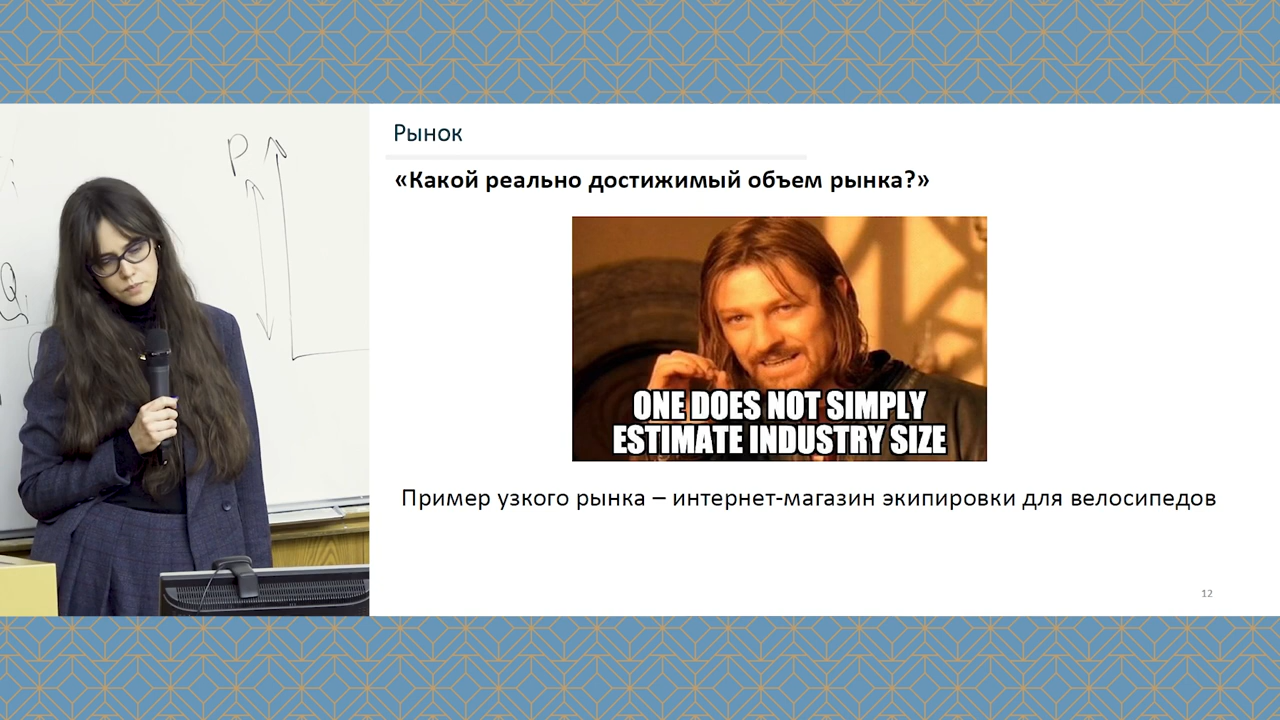 P
Q
Рынок
«Какой реально достижимый объем рынка?»
ONE DOES NOT SIMPLY
ESTIMATE INDUSTRY SIZE
Пример узкого рынка – интернет-магазин экипировки для велосипедов
12